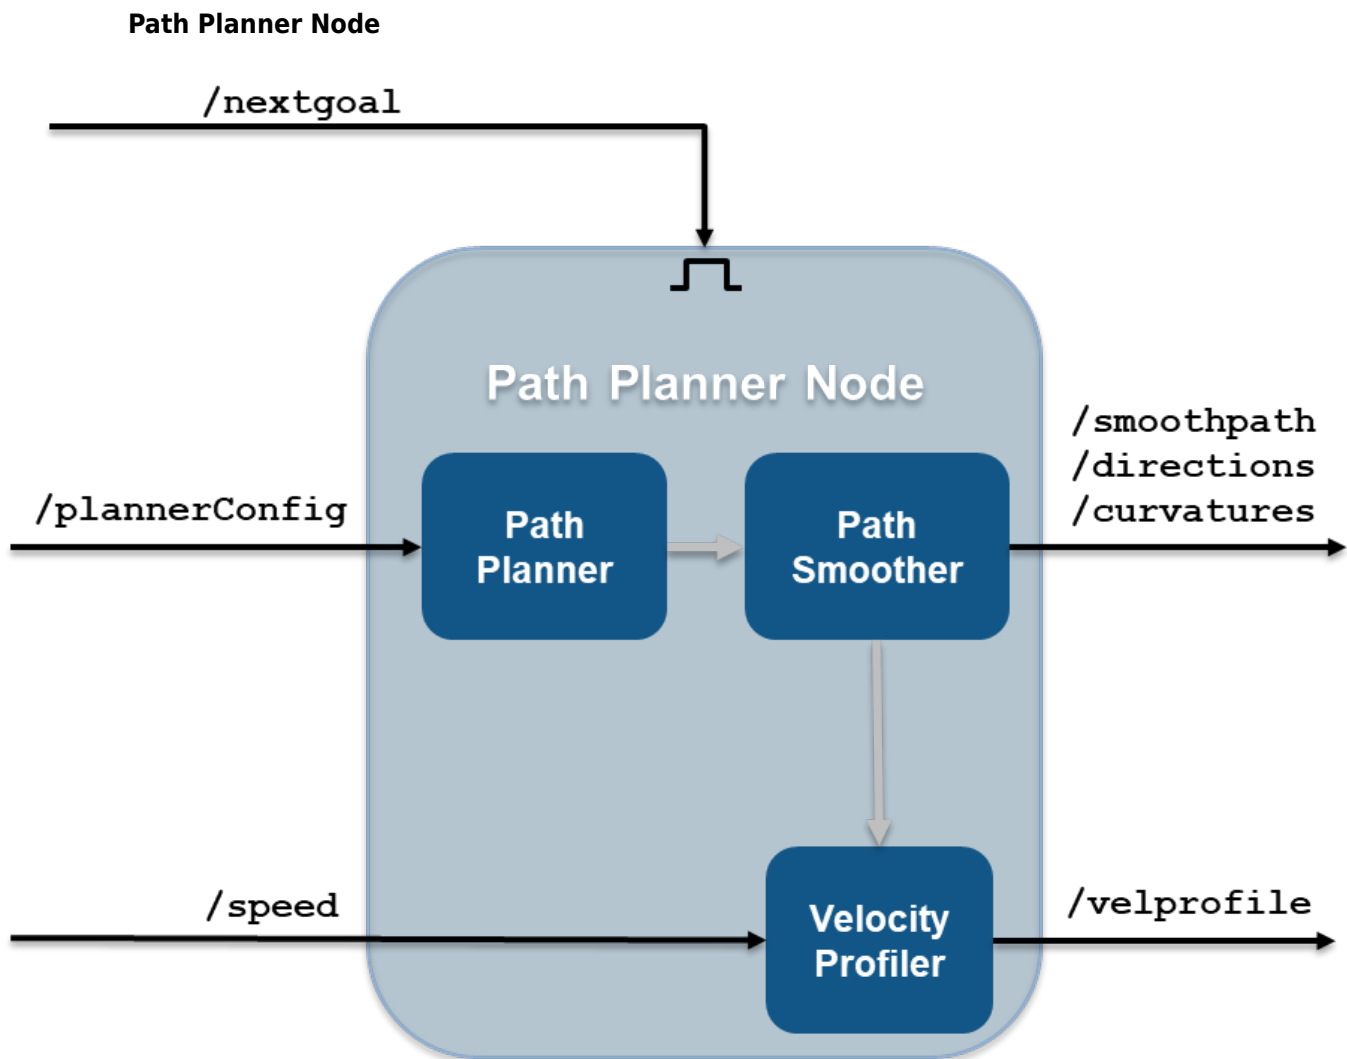 Path Planner Node
/nextgoal
Path Planner Node
/smoothpath
/directions
/curvatures
/plannerConfig
Path
Planner
Path
Smoother
/speed
Velocity
Profiler
/velprofile